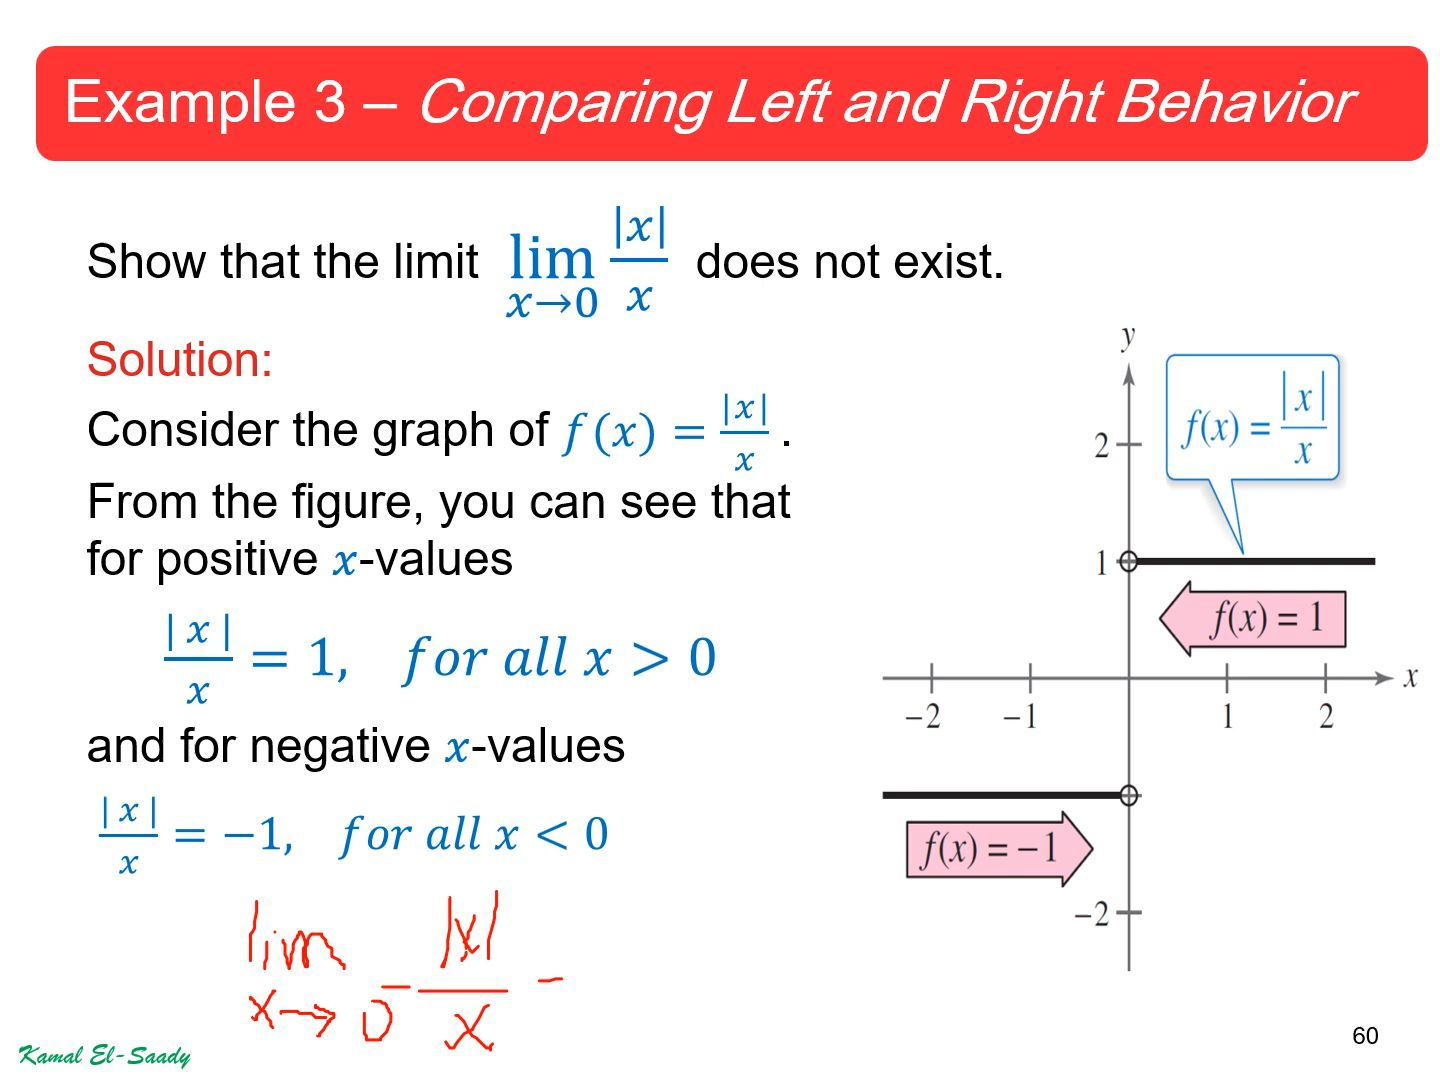 Example 3 – Comparing Left and Right Behavior
Show that the limit lim x→0 |x|/x does not exist.
Solution:
Consider the graph of f(x) = |x|/x .
From the figure, you can see that
for positive x-values
|x|/x = 1, for all x > 0
and for negative x-values
|x|/x = −1, for all x < 0
lim x→0⁻ |x|/x -
y
f(x) = |x|/x
2
1
f(x) = 1
x
−2 −1 1 2
f(x) = −1
−2
Kamal El-Saady
60